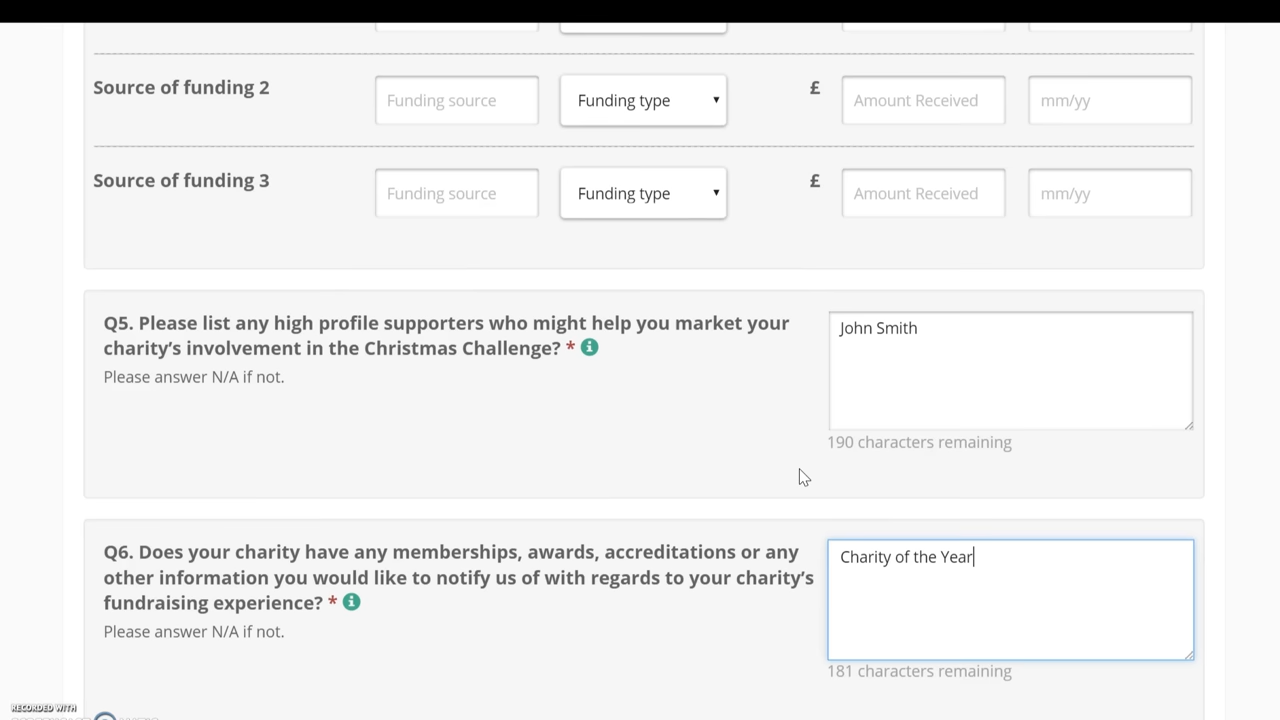 Source of funding 2
Funding source
Funding type
£
Amount Received
mm/yy
Source of funding 3
Funding source
Funding type
£
Amount Received
mm/yy
Q5. Please list any high profile supporters who might help you market your
charity’s involvement in the Christmas Challenge? *
Please answer N/A if not.
John Smith
190 characters remaining
Q6. Does your charity have any memberships, awards, accreditations or any
other information you would like to notify us of with regards to your charity’s
fundraising experience? *
Please answer N/A if not.
Charity of the Year
181 characters remaining
RECORDED WITH